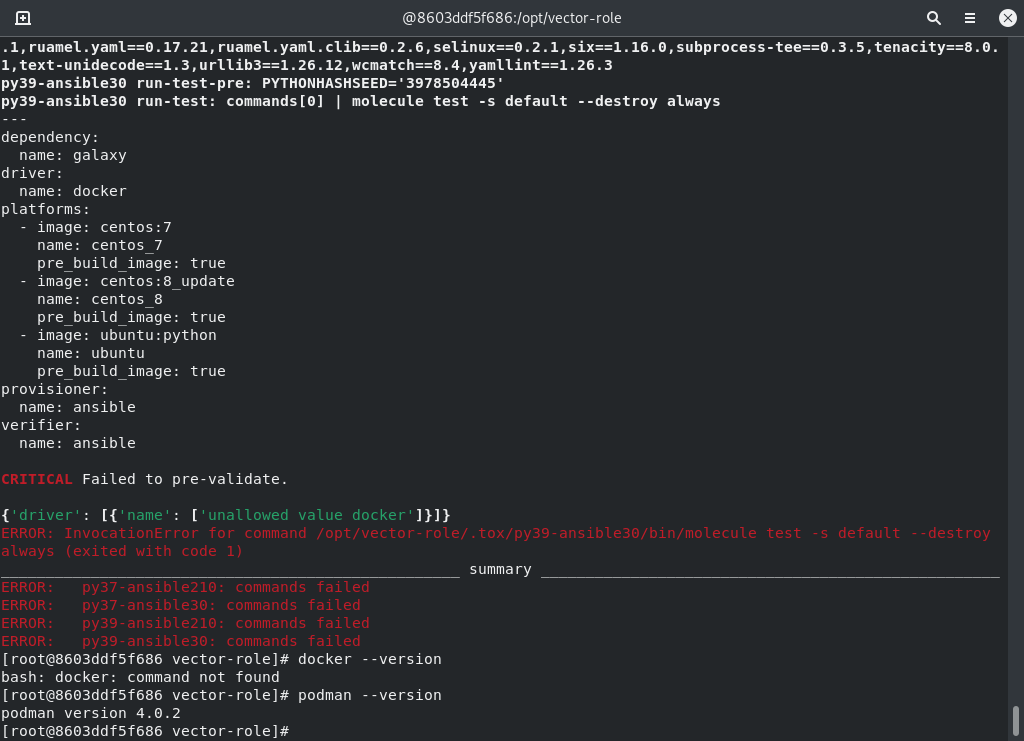 @8603ddf5f686:/opt/vector-role
.1,ruamel.yaml==0.17.21,ruamel.yaml.clib==0.2.6,selinux==0.2.1,six==1.16.0,subprocess-tee==0.3.5,tenacity==8.0.
1,text-unidecode==1.3,urllib3==1.26.12,wcmatch==8.4,yamllint==1.26.3
py39-ansible30 run-test-pre: PYTHONHASHSEED='3978504445'
py39-ansible30 run-test: commands[0] | molecule test -s default --destroy always
---
dependency:
  name: galaxy
driver:
  name: docker
platforms:
  - image: centos:7
    name: centos_7
    pre_build_image: true
  - image: centos:8_update
    name: centos_8
    pre_build_image: true
  - image: ubuntu:python
    name: ubuntu
    pre_build_image: true
provisioner:
  name: ansible
verifier:
  name: ansible
CRITICAL Failed to pre-validate.
{'driver': [{'name': ['unallowed value docker']}]}
ERROR: InvocationError for command /opt/vector-role/.tox/py39-ansible30/bin/molecule test -s default --destroy
always (exited with code 1)
___________________________________________________ summary ___________________________________________________
ERROR:   py37-ansible210: commands failed
ERROR:   py37-ansible30: commands failed
ERROR:   py39-ansible210: commands failed
ERROR:   py39-ansible30: commands failed
[root@8603ddf5f686 vector-role]# docker --version
bash: docker: command not found
[root@8603ddf5f686 vector-role]# podman --version
podman version 4.0.2
[root@8603ddf5f686 vector-role]#